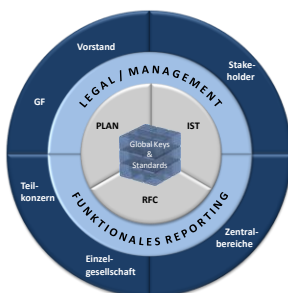 Vorstand
Stake-
holder
GF
LEGAL / MANAGEMENT
PLAN
IST
Global Keys
&
Standards
RFC
Teil-
konzern
FUNKTIONALES REPORTING
Zentral-
bereiche
Einzel-
gesellschaft